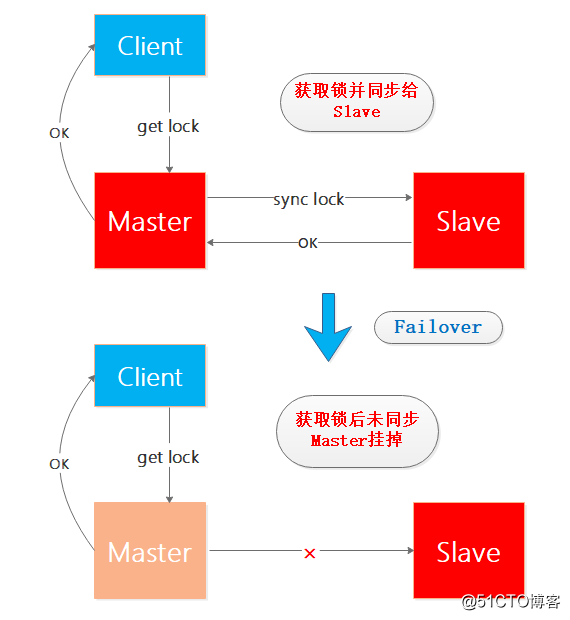 Client
获取锁并同步给
Slave
OK
get lock
Master
sync lock
Slave
OK
Failover
Client
获取锁后未同步
Master挂掉
OK
get lock
Master
×
Slave
@51CTO博客